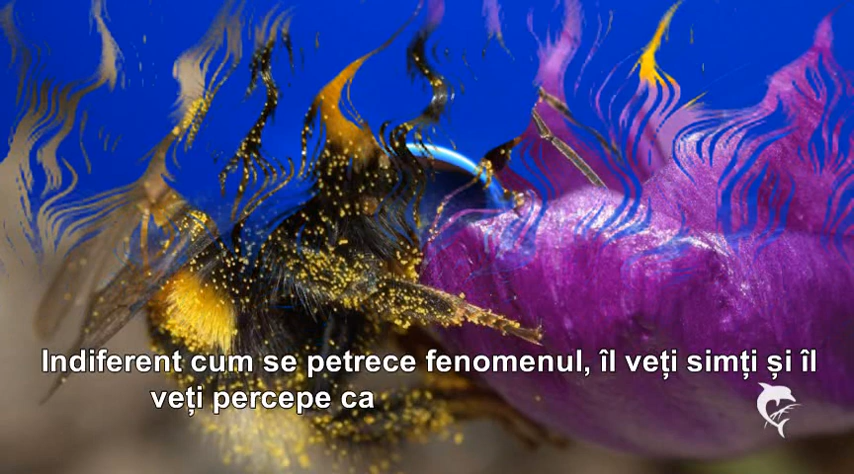 Indiferent cum se petrece fenomenul, îl veți simți și îl
veți percepe ca